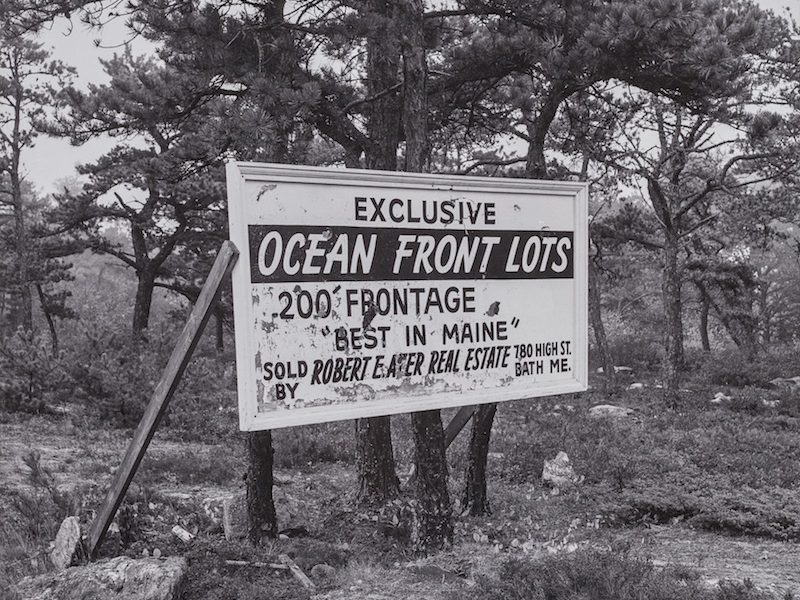 EXCLUSIVE
OCEAN FRONT LOTS
200' FRONTAGE
"BEST IN MAINE"
SOLD BY ROBERT E. REAL ESTATE 780 HIGH ST. BATH ME.